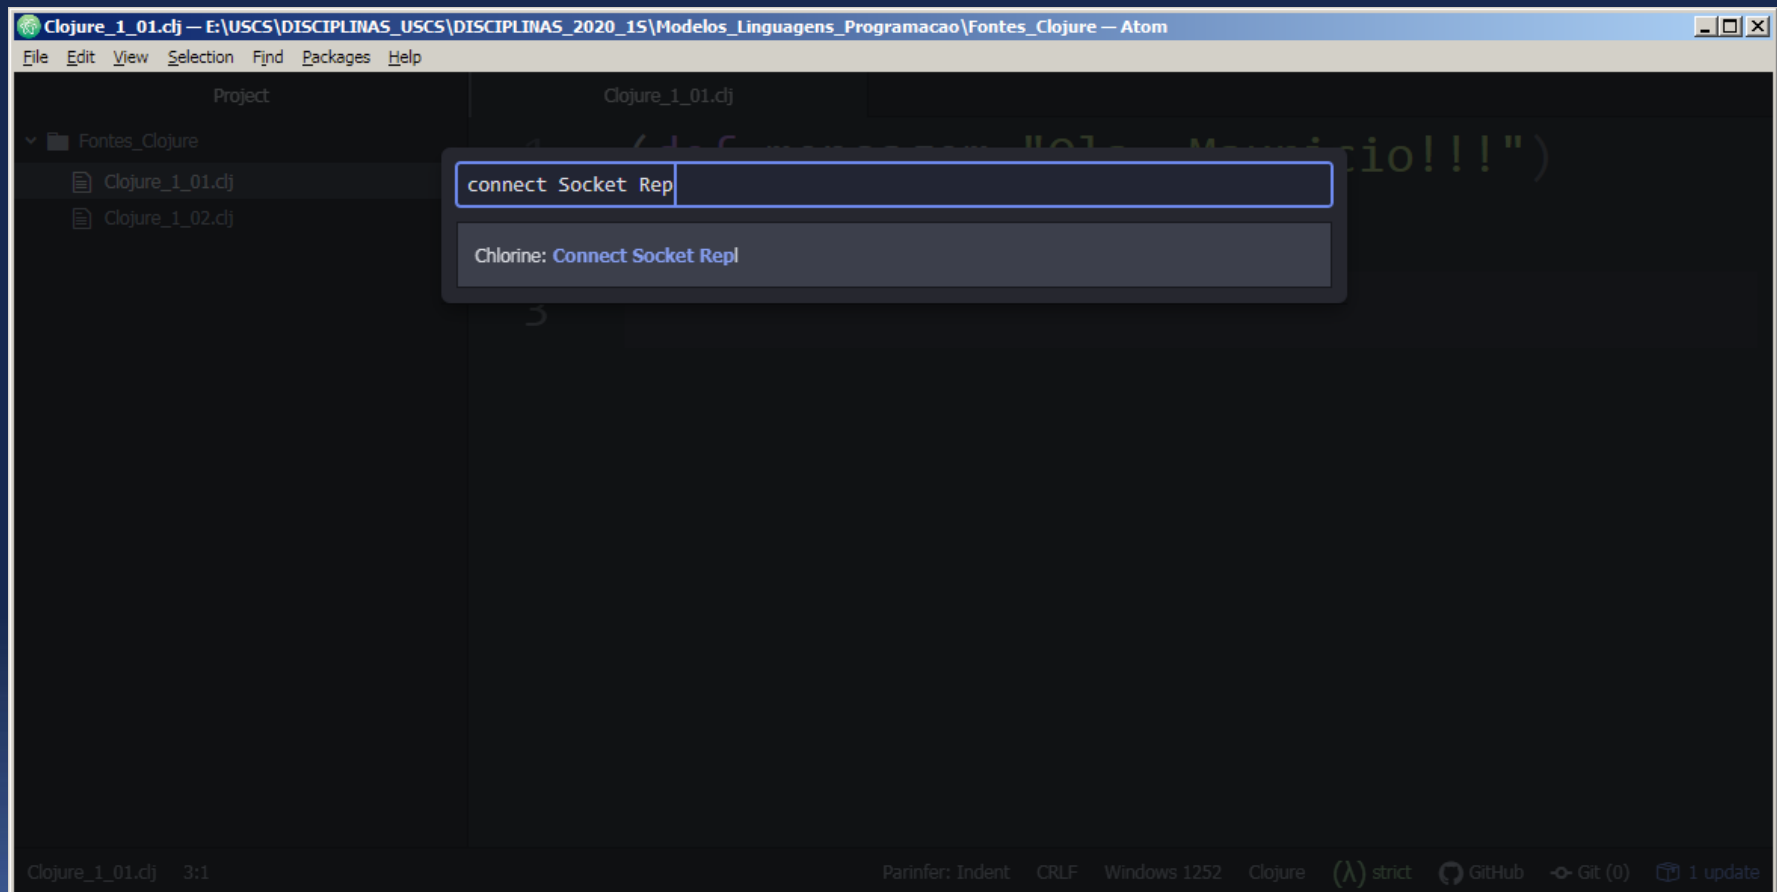 Clojure_1_01.clj — E:\USCS\DISCIPLINAS_USCS\DISCIPLINAS_2020_1S\Modelos_Linguagens_Programacao\Fontes_Clojure — Atom
File Edit View Selection Find Packages Help
Project Clojure_1_01.clj
Fontes_Clojure
Clojure_1_01.clj
Clojure_1_02.clj
connect Socket Rep
Chlorine: Connect Socket Repl
3
Clojure_1_01.clj 3:1 Parinfer: Indent CRLF Windows 1252 Clojure (λ) strict GitHub Git (0) 1 update